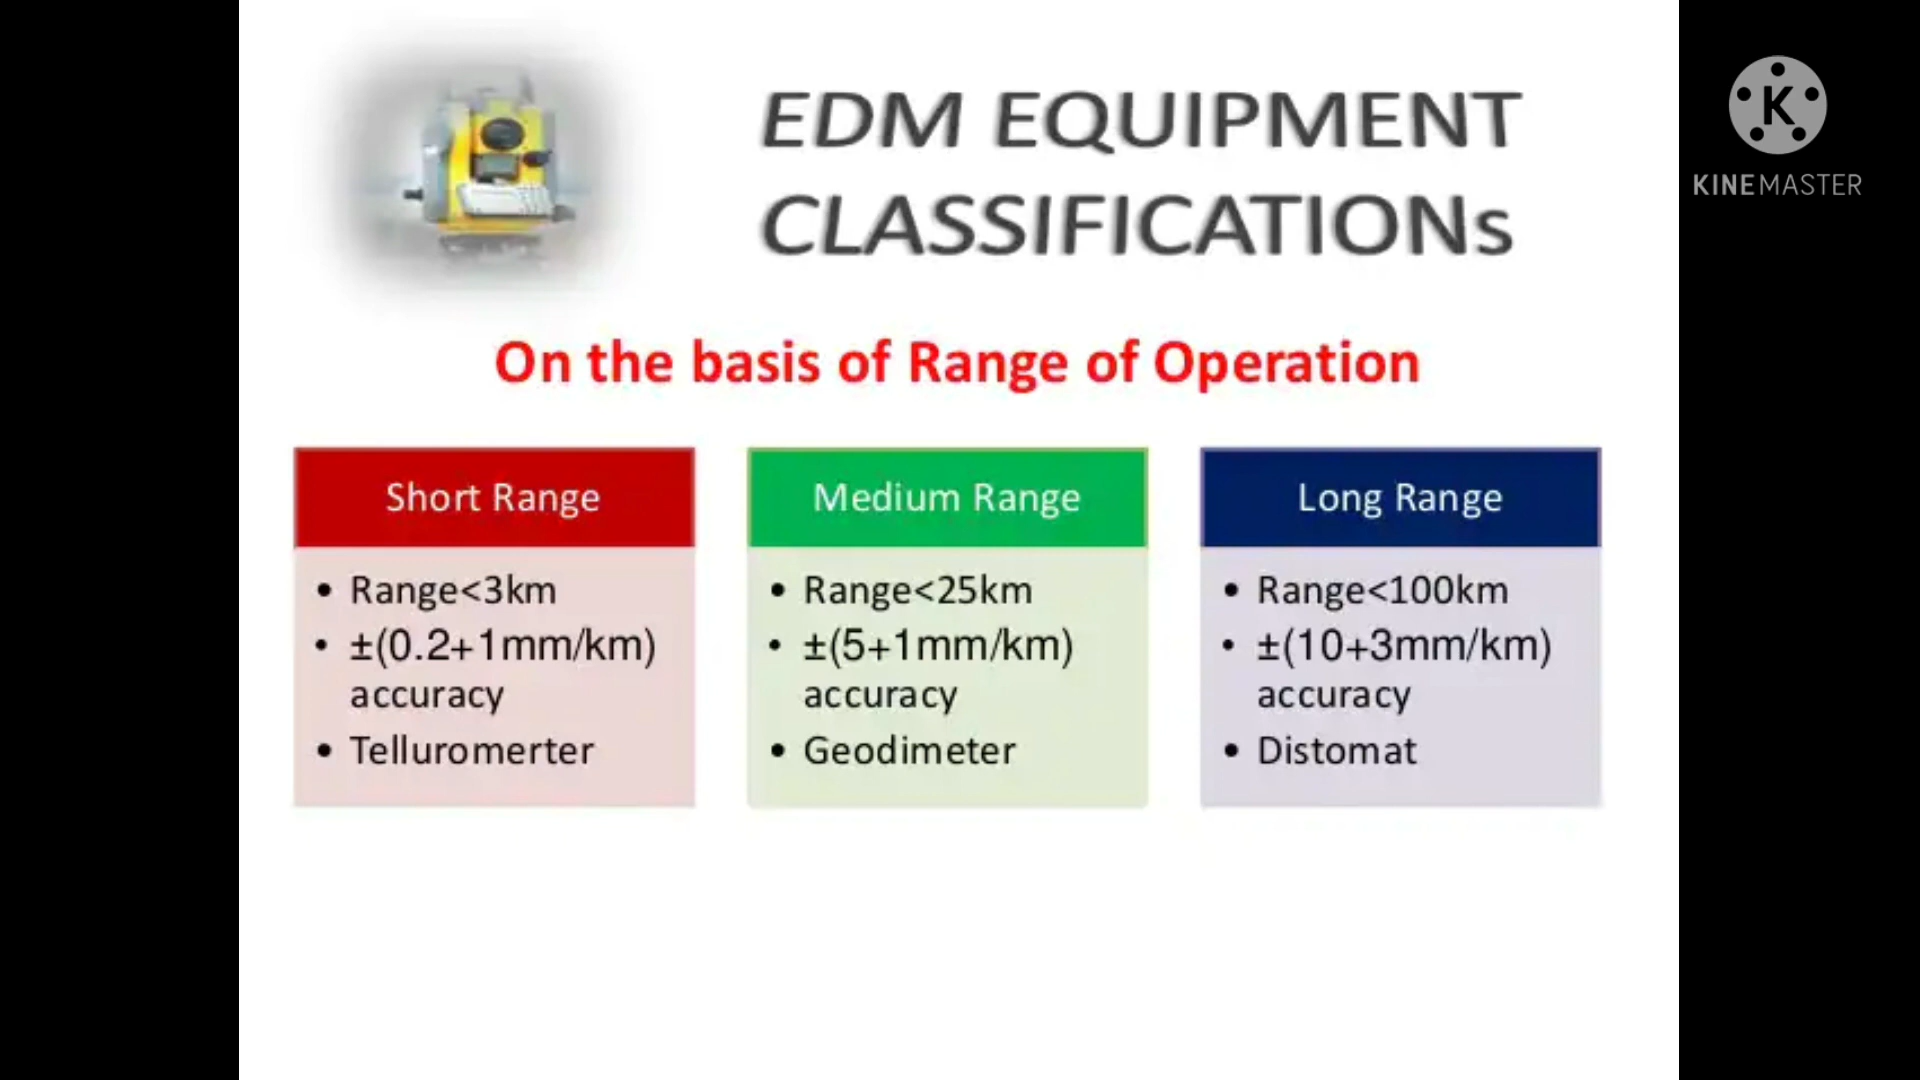 EDM EQUIPMENT
CLASSIFICATIONs
K
KINEMASTER
On the basis of Range of Operation
Short Range
• Range<3km
• ±(0.2+1mm/km)
accuracy
• Telluromerter
Medium Range
• Range<25km
• ±(5+1mm/km)
accuracy
• Geodimeter
Long Range
• Range<100km
• ±(10+3mm/km)
accuracy
• Distomat